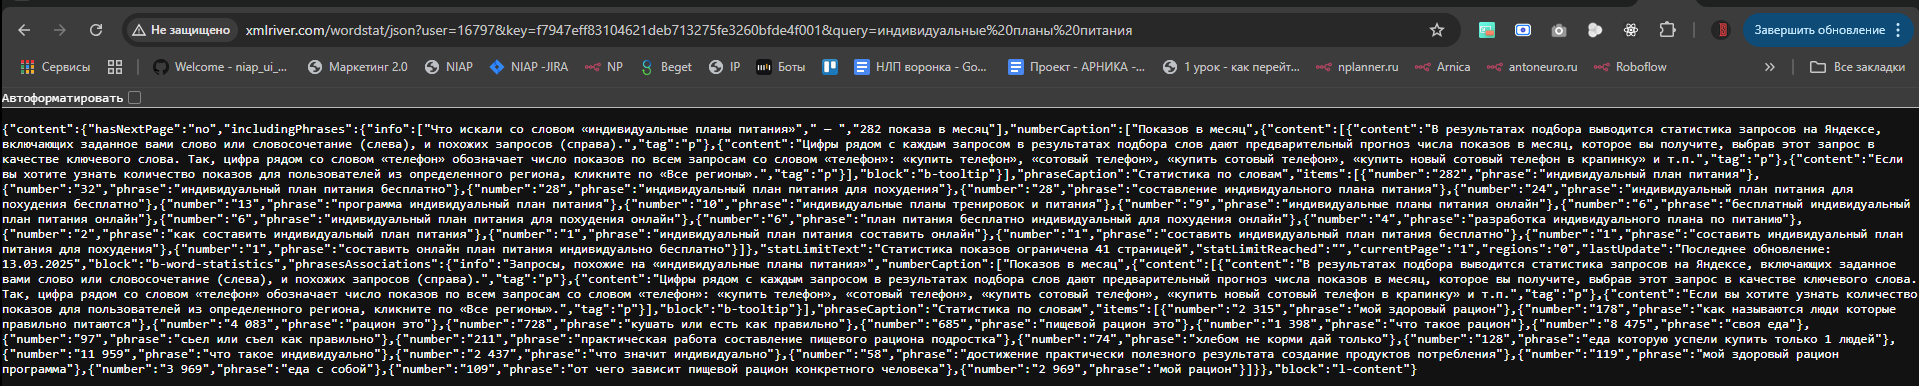 Не защищено xmlriver.com/wordstat/json?user=16797&key=f7947eff83104621deb713275fe3260bfde4f001&query=индивидуальные%20планы%20питания Завершить обновление
Сервисы Welcome - niap_ui_... Маркетинг 2.0 NIAP NIAP -JIRA NP Beget IP Боты НЛП воронка - Go... Проект - АРНИКА -... 1 урок - как перейт... nplanner.ru Arnica antoneuro.ru Roboflow » Все закладки
Автоформатировать
{"content":{"hasNextPage":"no","includingPhrases":{"info":["Что искали со словом «индивидуальные планы питания»"," — ","282 показа в месяц"],"numberCaption":["Показов в месяц",{"content":[{"content":"В результатах подбора выводится статистика запросов на Яндексе,
включающих заданное вами слово или словосочетание (слева), и похожих запросов (справа).","tag":"p"},{"content":"Цифры рядом с каждым запросом в результатах подбора слов дают предварительный прогноз числа показов в месяц, которое вы получите, выбрав этот запрос в
качестве ключевого слова. Так, цифра рядом со словом «телефон» обозначает число показов по всем запросам со словом «телефон»: «купить телефон», «сотовый телефон», «купить сотовый телефон», «купить новый сотовый телефон в крапинку» и т.п.","tag":"p"},{"content":"Если
вы хотите узнать количество показов для пользователей из определенного региона, кликните по «Все регионы».","tag":"p"}],"block":"b-tooltip"}],"phraseCaption":"Статистика по словам","items":[{"number":"282","phrase":"индивидуальный план питания"},
{"number":"32","phrase":"индивидуальный план питания бесплатно"},{"number":"28","phrase":"индивидуальный план питания для похудения"},{"number":"28","phrase":"составление индивидуального плана питания"},{"number":"24","phrase":"индивидуальный план питания для
похудения бесплатно"},{"number":"13","phrase":"программа индивидуальный план питания"},{"number":"10","phrase":"индивидуальные планы тренировок и питания"},{"number":"9","phrase":"индивидуальные планы питания онлайн"},{"number":"6","phrase":"бесплатный индивидуальный
план питания онлайн"},{"number":"6","phrase":"индивидуальный план питания для похудения онлайн"},{"number":"6","phrase":"план питания бесплатно индивидуальный для похудения онлайн"},{"number":"4","phrase":"разработка индивидуального плана по питанию"},
{"number":"2","phrase":"как составить индивидуальный план питания"},{"number":"1","phrase":"индивидуальный план питания составить онлайн"},{"number":"1","phrase":"составить индивидуальный план питания бесплатно"},{"number":"1","phrase":"составить индивидуальный план
питания для похудения"},{"number":"1","phrase":"составить онлайн план питания индивидуально бесплатно"}]},"statLimitText":"Статистика показов ограничена 41 страницей","statLimitReached":"","currentPage":"1","regions":"0","lastUpdate":"Последнее обновление:
13.03.2025","block":"b-word-statistics","phrasesAssociations":{"info":"Запросы, похожие на «индивидуальные планы питания»","numberCaption":["Показов в месяц",{"content":[{"content":"В результатах подбора выводится статистика запросов на Яндексе, включающих заданное
вами слово или словосочетание (слева), и похожих запросов (справа).","tag":"p"},{"content":"Цифры рядом с каждым запросом в результатах подбора слов дают предварительный прогноз числа показов в месяц, которое вы получите, выбрав этот запрос в качестве ключевого слова.
Так, цифра рядом со словом «телефон» обозначает число показов по всем запросам со словом «телефон»: «купить телефон», «сотовый телефон», «купить сотовый телефон», «купить новый сотовый телефон в крапинку» и т.п.","tag":"p"},{"content":"Если вы хотите узнать количество
показов для пользователей из определенного региона, кликните по «Все регионы».","tag":"p"}],"block":"b-tooltip"}],"phraseCaption":"Статистика по словам","items":[{"number":"2 315","phrase":"мой здоровый рацион"},{"number":"178","phrase":"как называются люди которые
правильно питаются"},{"number":"4 083","phrase":"рацион это"},{"number":"728","phrase":"кушать или есть как правильно"},{"number":"685","phrase":"пищевой рацион это"},{"number":"1 398","phrase":"что такое рацион"},{"number":"8 475","phrase":"своя еда"},
{"number":"97","phrase":"сьел или съел как правильно"},{"number":"211","phrase":"практическая работа составление пищевого рациона подростка"},{"number":"74","phrase":"хлебом не корми дай только"},{"number":"128","phrase":"еда которую успели купить только 1 людей"},
{"number":"11 959","phrase":"что такое индивидуально"},{"number":"2 437","phrase":"что значит индивидуально"},{"number":"58","phrase":"достижение практически полезного результата создание продуктов потребления"},{"number":"119","phrase":"мой здоровый рацион
программа"},{"number":"3 969","phrase":"еда с собой"},{"number":"109","phrase":"от чего зависит пищевой рацион конкретного человека"},{"number":"2 969","phrase":"мой рацион"}]}},"block":"l-content"}